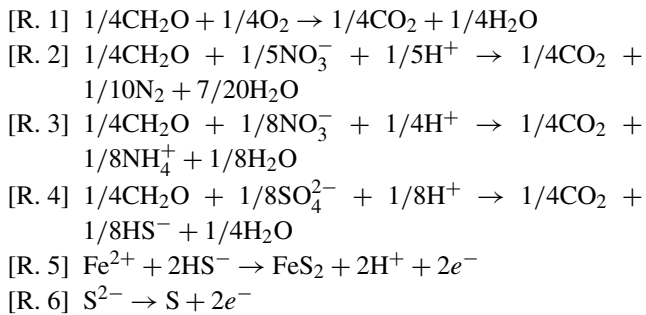 [R. 1] 1/4CH₂O + 1/4O₂ → 1/4CO₂ + 1/4H₂O
[R. 2] 1/4CH₂O + 1/5NO₃⁻ + 1/5H⁺ → 1/4CO₂ +
1/10N₂ + 7/20H₂O
[R. 3] 1/4CH₂O + 1/8NO₃⁻ + 1/4H⁺ → 1/4CO₂ +
1/8NH₄⁺ + 1/8H₂O
[R. 4] 1/4CH₂O + 1/8SO₄²⁻ + 1/8H⁺ → 1/4CO₂ +
1/8HS⁻ + 1/4H₂O
[R. 5] Fe²⁺ + 2HS⁻ → FeS₂ + 2H⁺ + 2e⁻
[R. 6] S²⁻ → S + 2e⁻